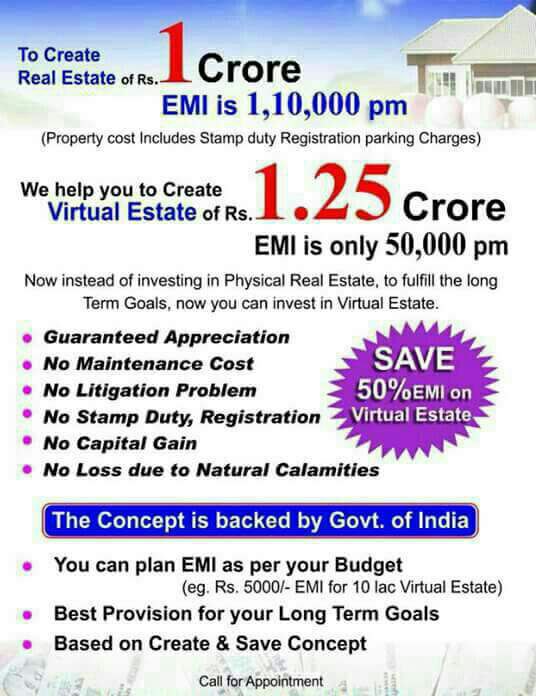 To Create
Real Estate of Rs. 1 Crore
EMI is 1,10,000 pm
(Property cost Includes Stamp duty Registration parking Charges)
We help you to Create
Virtual Estate of Rs. 1.25 Crore
EMI is only 50,000 pm
Now instead of investing in Physical Real Estate, to fulfill the long
Term Goals, now you can invest in Virtual Estate.
Guaranteed Appreciation
No Maintenance Cost
No Litigation Problem
No Stamp Duty, Registration
No Capital Gain
No Loss due to Natural Calamities
SAVE
50% EMI on
Virtual Estate
The Concept is backed by Govt. of India
You can plan EMI as per your Budget
(eg. Rs. 5000/- EMI for 10 lac Virtual Estate)
Best Provision for your Long Term Goals
Based on Create & Save Concept
Call for Appointment